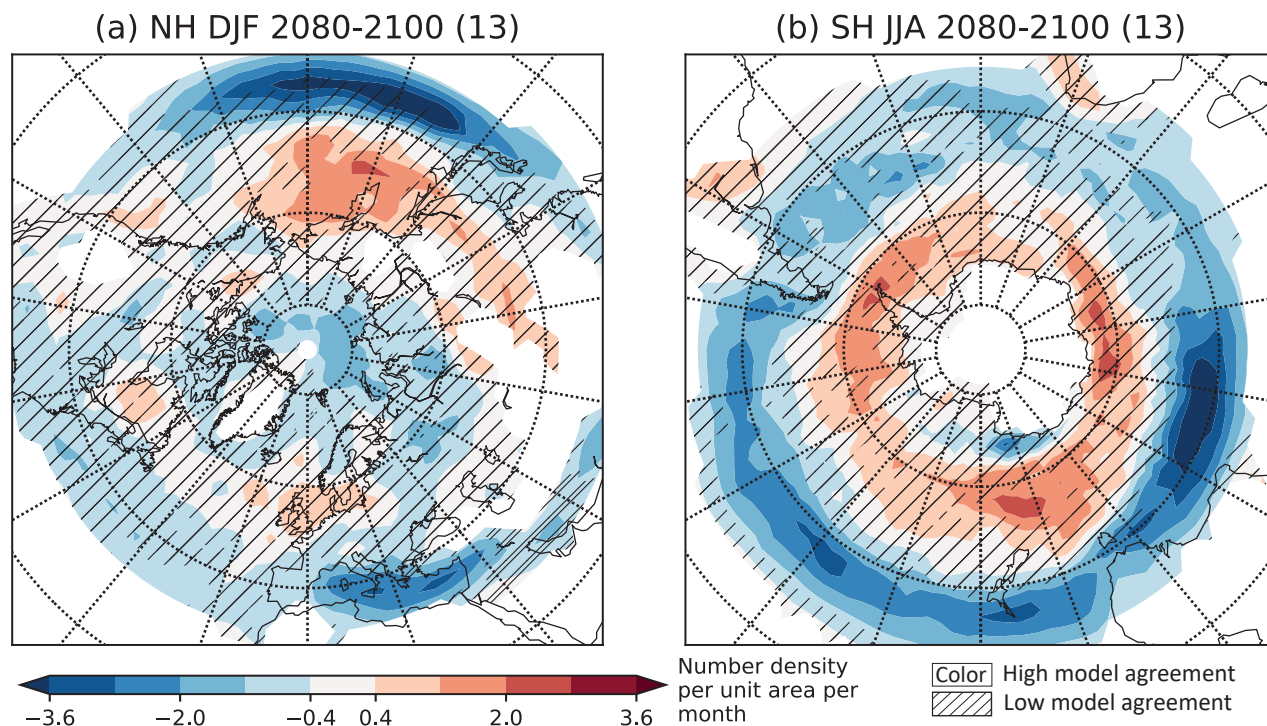 (a) NH DJF 2080-2100 (13)
(b) SH JJA 2080-2100 (13)
−3.6 −2.0 −0.4 0.4 2.0 3.6
Number density
per unit area per
month
Color High model agreement
Low model agreement